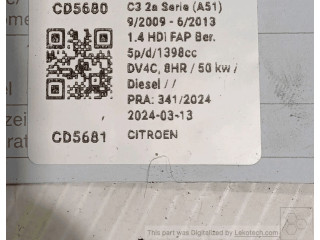 CD5680
C3 2a Serie (A51)
9/2009 - 6/2013
1.4 HDi FAP Ber.
5p/d/1398cc
DV4C, 8HR / 50 kw /
Diesel / /
PRA: 341/2024
2024-03-13
CD5681 CITROEN
This part was Digitalized by Leiotech.com